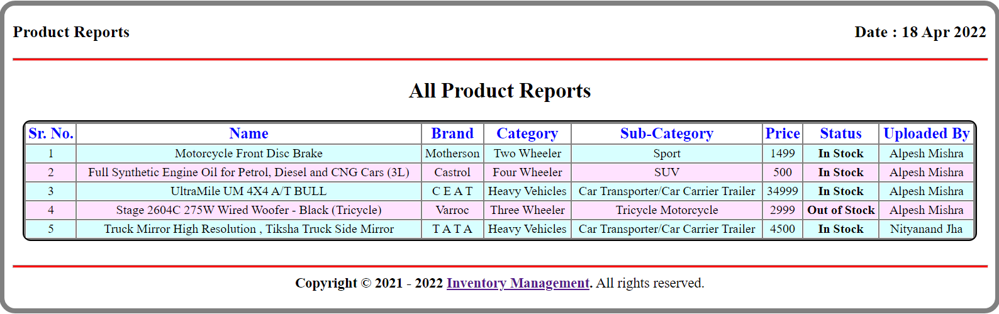 Product Reports Date : 18 Apr 2022
All Product Reports
Sr. No. Name Brand Category Sub-Category Price Status Uploaded By
1 Motorcycle Front Disc Brake Motherson Two Wheeler Sport 1499 In Stock Alpesh Mishra
2 Full Synthetic Engine Oil for Petrol, Diesel and CNG Cars (3L) Castrol Four Wheeler SUV 500 In Stock Alpesh Mishra
3 UltraMile UM 4X4 A/T BULL C E A T Heavy Vehicles Car Transporter/Car Carrier Trailer 34999 In Stock Alpesh Mishra
4 Stage 2604C 275W Wired Woofer - Black (Tricycle) Varroc Three Wheeler Tricycle Motorcycle 2999 Out of Stock Alpesh Mishra
5 Truck Mirror High Resolution , Tiksha Truck Side Mirror T A T A Heavy Vehicles Car Transporter/Car Carrier Trailer 4500 In Stock Nityanand Jha
Copyright © 2021 - 2022 Inventory Management. All rights reserved.